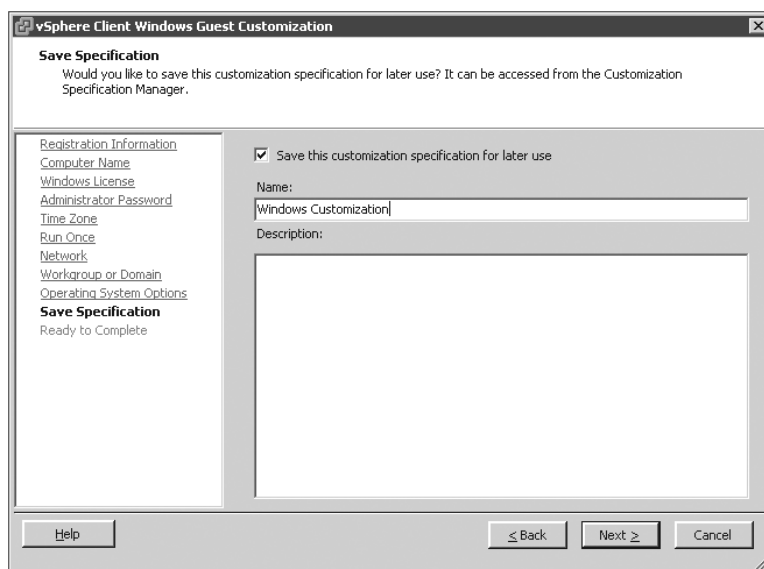 vSphere Client Windows Guest Customization
Save Specification
Would you like to save this customization specification for later use? It can be accessed from the Customization
Specification Manager.
Registration Information
Computer Name
Windows License
Administrator Password
Time Zone
Run Once
Network
Workgroup or Domain
Operating System Options
Save Specification
Ready to Complete
Save this customization specification for later use
Name:
Windows Customization
Description:
Help
< Back
Next >
Cancel